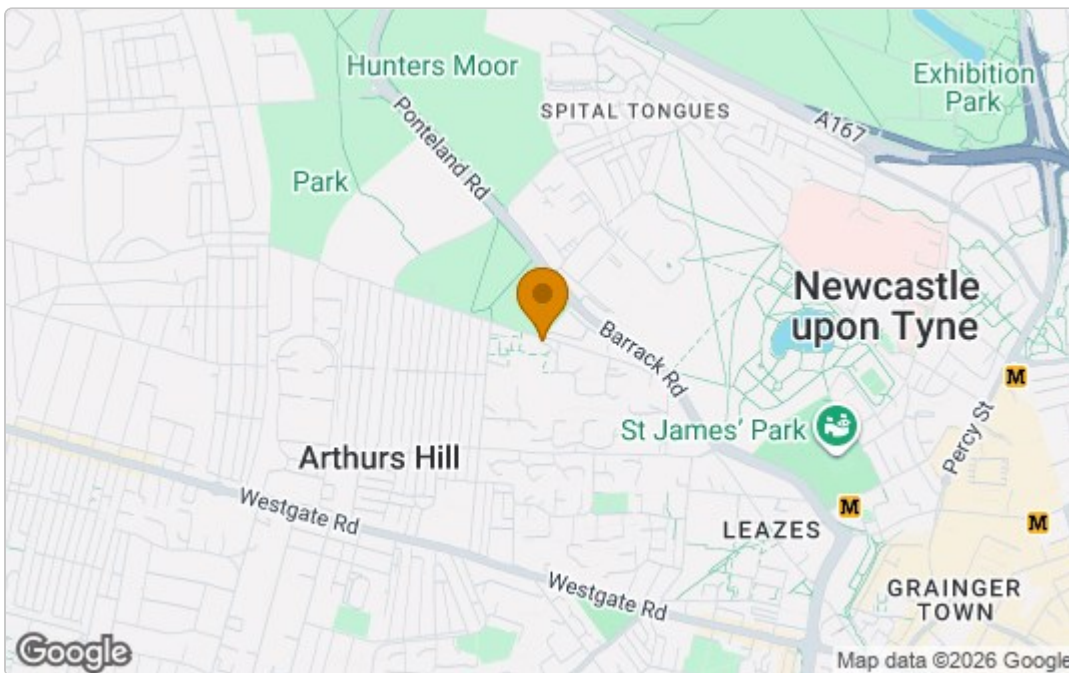 Hunters Moor
Exhibition
Park
SPITAL TONGUES
A167
Ponteland Rd
Park
Newcastle
upon Tyne
Barrack Rd
M
St James' Park
Percy St
Arthurs Hill
Westgate Rd
M
M
LEAZES
Westgate Rd
GRAINGER
TOWN
Google
Map data ©2026 Google